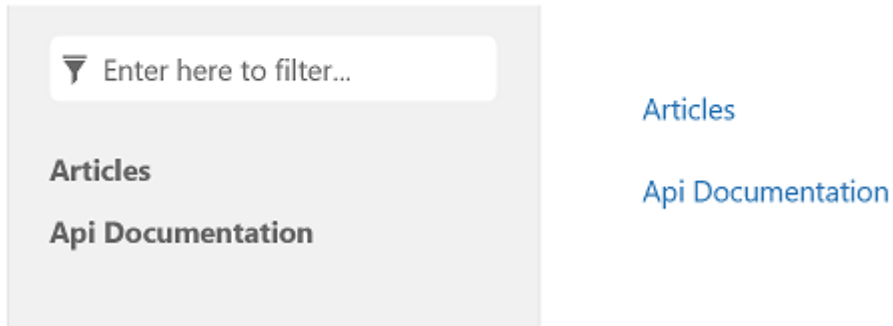 Enter here to filter...
Articles
Api Documentation
Articles
Api Documentation